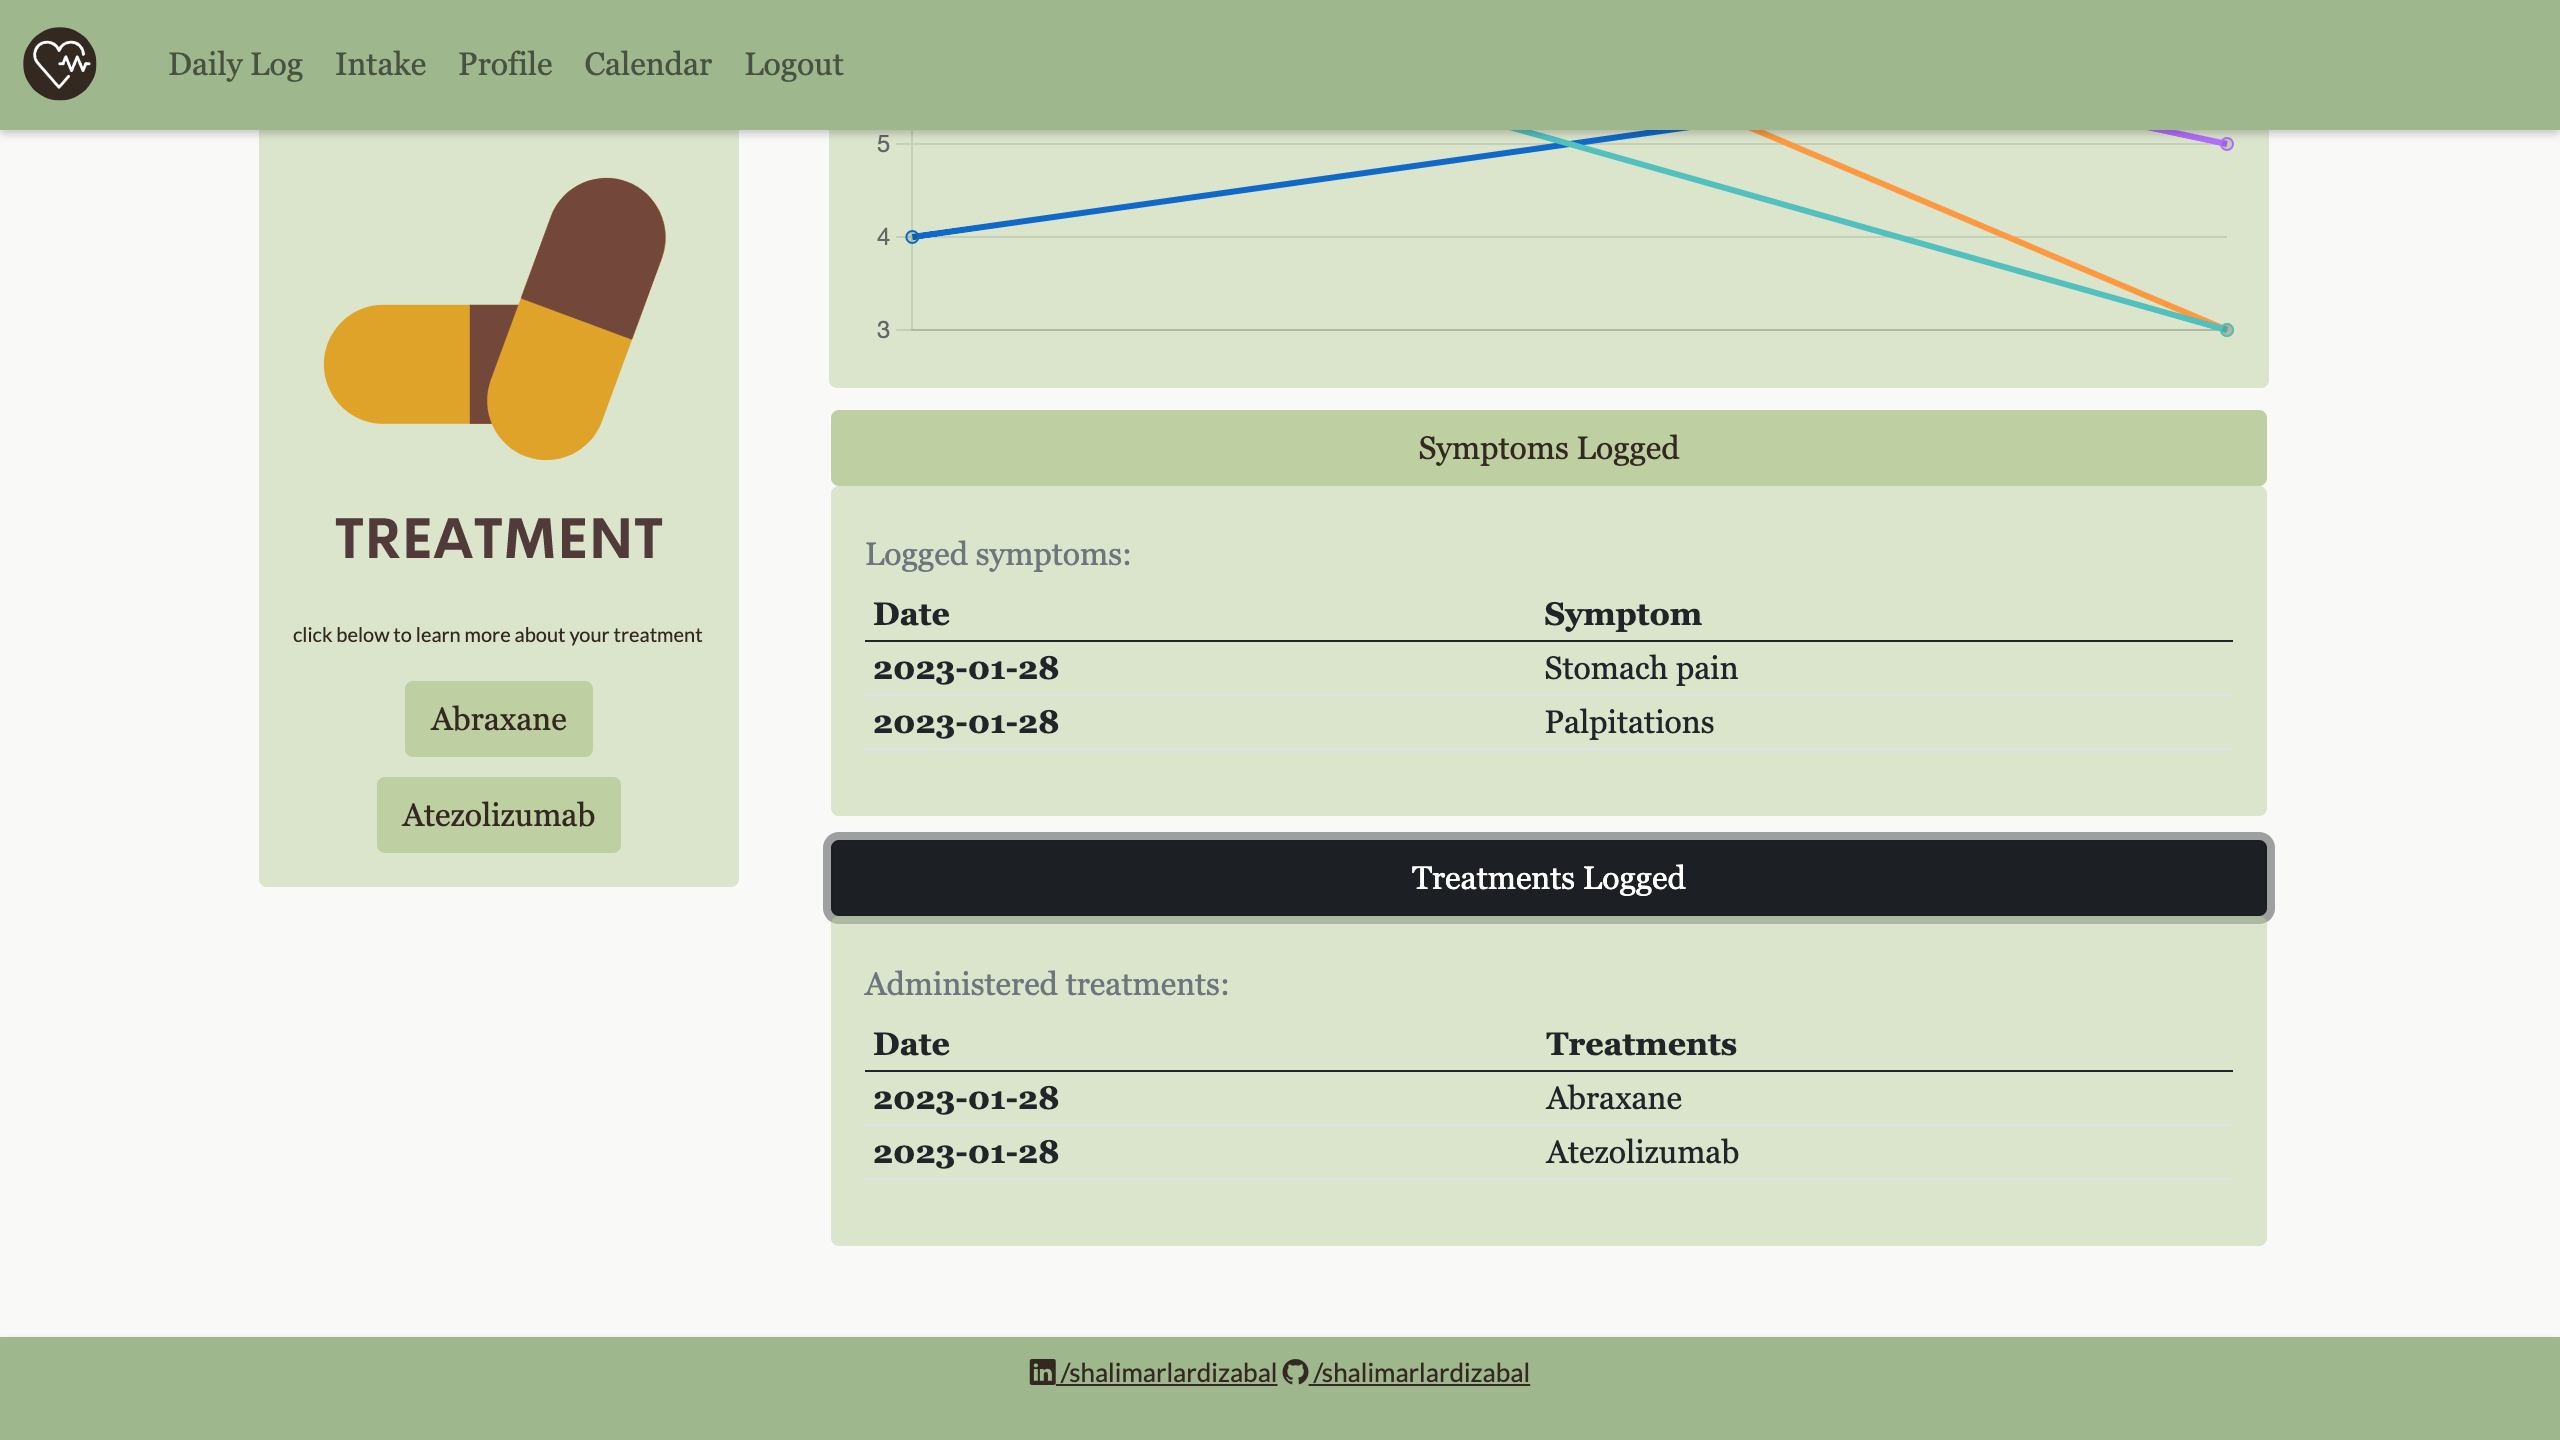 Daily Log Intake Profile Calendar Logout
5
4
3
TREATMENT
click below to learn more about your treatment
Abraxane
Atezolizumab
Symptoms Logged
Logged symptoms:
Date Symptom
2023-01-28 Stomach pain
2023-01-28 Palpitations
Treatments Logged
Administered treatments:
Date Treatments
2023-01-28 Abraxane
2023-01-28 Atezolizumab
in /shalimarlardizabal /shalimarlardizabal